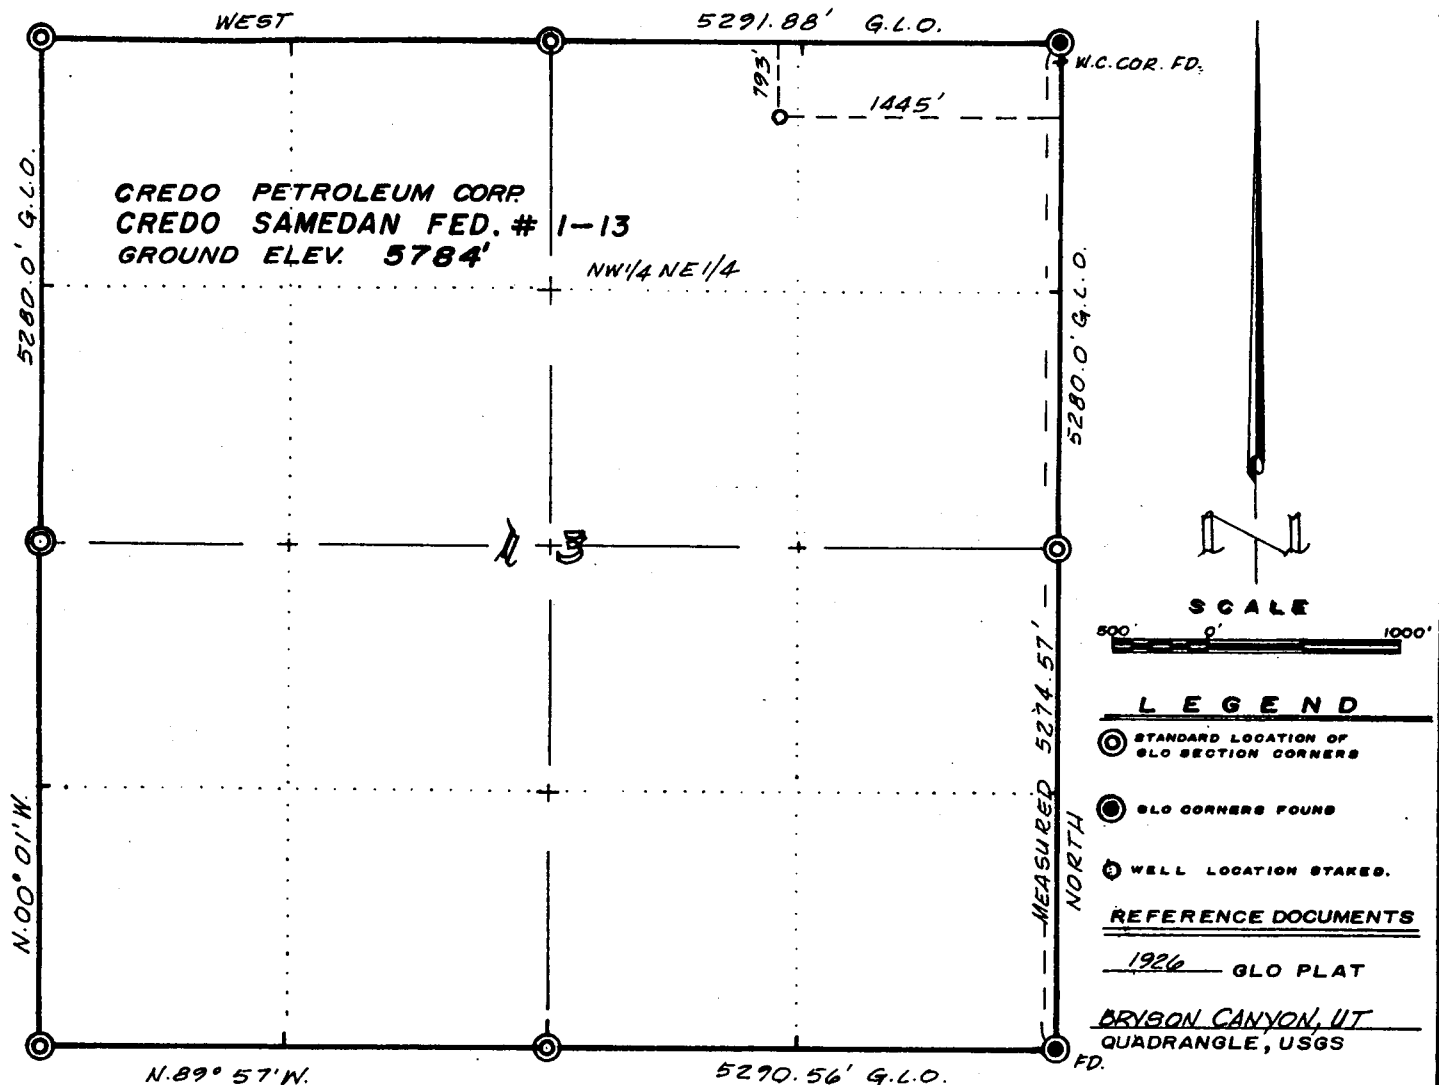 WEST 5291.88' G.L.O.
W.C. COR. FD.
793'
1445'
5280.0' G.L.O.
CREDO PETROLEUM CORP.
CREDO SAMEDAN FED. # 1-13
GROUND ELEV. 5784'
NW1/4 NE1/4
5280.0' G.L.O.
1 3
N
SCALE
500' 0' 1000'
LEGEND
STANDARD LOCATION OF
GLO SECTION CORNERS
GLO CORNERS FOUND
WELL LOCATION STAKED.
REFERENCE DOCUMENTS
1926 GLO PLAT
BRYSON CANYON, UT
QUADRANGLE, USGS
MEASURED 5274.57'
NORTH
N.00° 01' W.
FD.
N.89° 57' W. 5290.56' G.L.O.